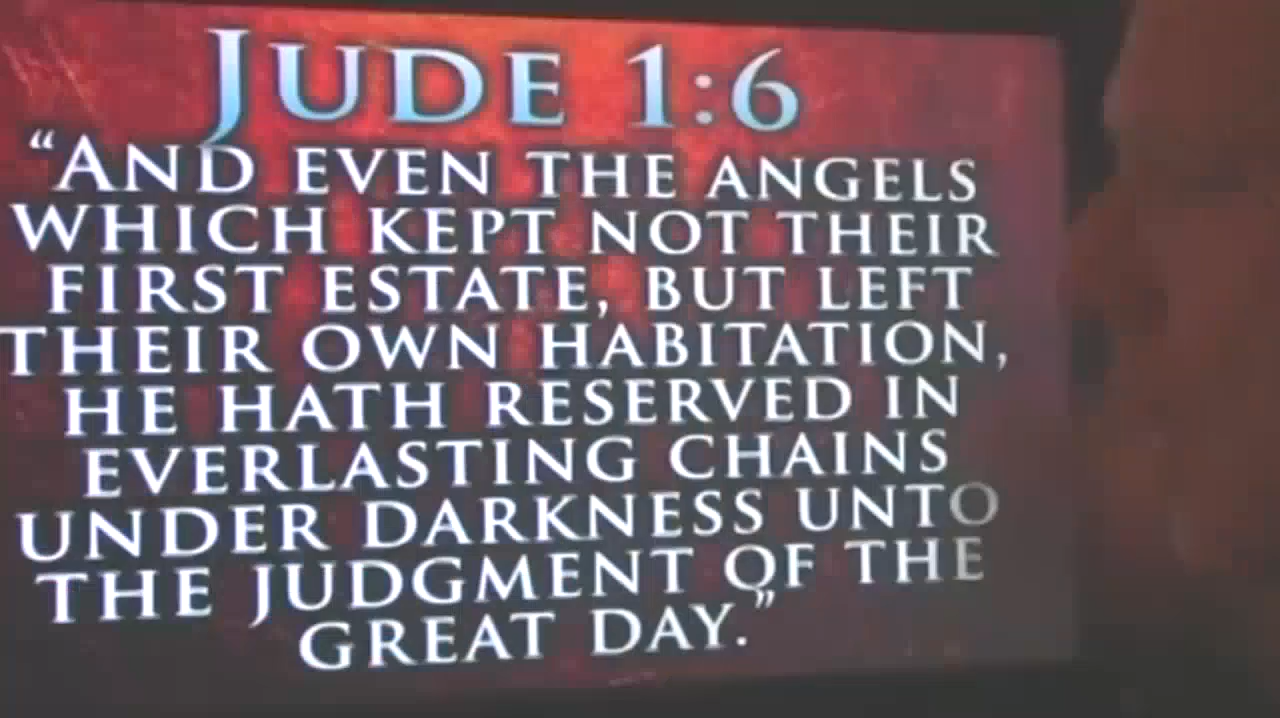 JUDE 1:6
“AND EVEN THE ANGELS
WHICH KEPT NOT THEIR
FIRST ESTATE, BUT LEFT
THEIR OWN HABITATION,
HE HATH RESERVED IN
EVERLASTING CHAINS
UNDER DARKNESS UNTO
THE JUDGMENT OF THE
GREAT DAY.”